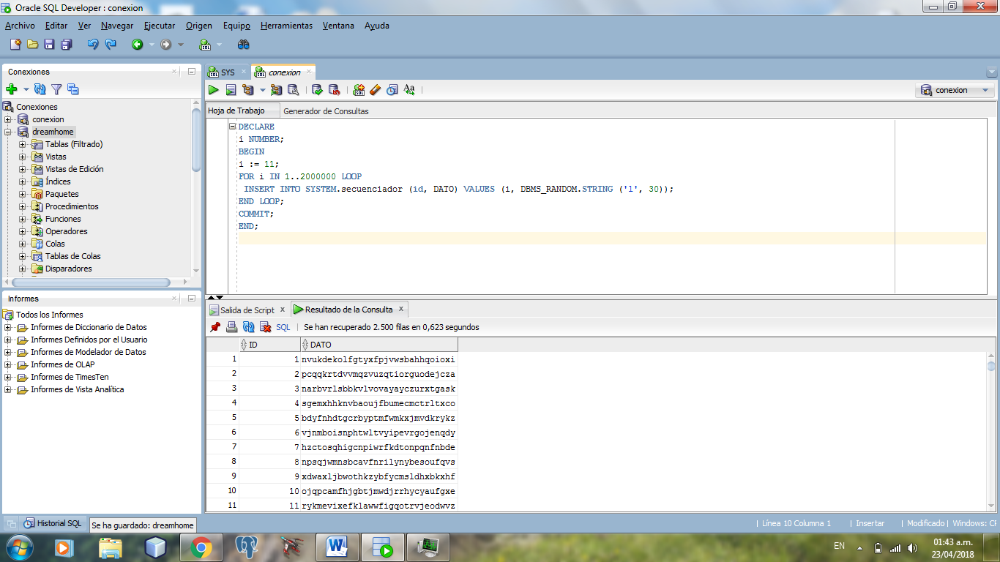 Oracle SQL Developer : conexion
Archivo Editar Ver Navegar Ejecutar Origen Equipo Herramientas Ventana Ayuda
Conexiones
Conexiones
conexion
dreamhome
Tablas (Filtrado)
Vistas
Vistas de Edición
Índices
Paquetes
Procedimientos
Funciones
Operadores
Colas
Tablas de Colas
Disparadores
Informes
Todos los Informes
Informes de Diccionario de Datos
Informes Definidos por el Usuario
Informes de Modelador de Datos
Informes de OLAP
Informes de TimesTen
Informes de Vista Analítica
SYS conexion
conexion
Hoja de Trabajo Generador de Consultas
DECLARE
i NUMBER;
BEGIN
i := 11;
FOR i IN 1..2000000 LOOP
INSERT INTO SYSTEM.secuenciador (id, DATO) VALUES (i, DBMS_RANDOM.STRING ('l', 30));
END LOOP;
COMMIT;
END;
Salida de Script Resultado de la Consulta
SQL Se han recuperado 2.500 filas en 0,623 segundos
ID DATO
1 1 nvukdekolfgtyxfpjvwsbahhqoioxi
2 2 pcqqkrtdvvmqzvuzqtiorguodejcza
3 3 narbvrlsbbkvlvovayayczurxtgask
4 4 sgemxhhknvbaoujfbumecmctrltxco
5 5 bdyfnhdtgcrbyptmfwmkxjmvdkrykz
6 6 vjnmboisnphtwltvyipevrgojenqdy
7 7 hzctosqhigcnpiwrfkdtonpqnfnbde
8 8 npsqjwmnsbcavfnrilynybesoufqvs
9 9 xdwaxljbwothkzybfycmsldhxbkxhf
10 10 ojqpcamfhjgbtjmwdjrrhycyaufgxe
11 11 rykmevixefklawwfigqotrvjeodwvz
Historial SQL Se ha guardado: dreamhome
Línea 10 Columna 1 Insertar Modificado Windows: CF
EN 01:43 a.m.
23/04/2018